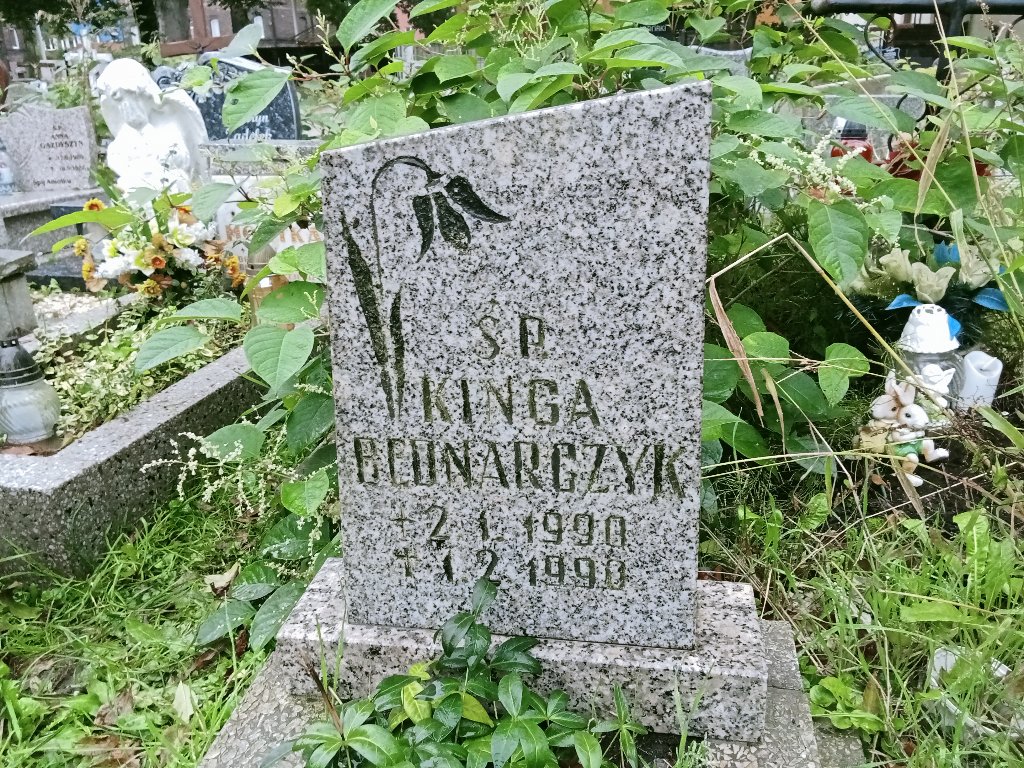 Ś.P.
KINGA
BEDNARCZYK
+ 2 1. 1990
+ 1 2 1990